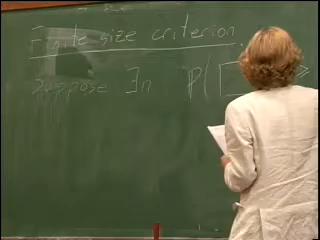 Finite size criterion
Suppose ∃n P([